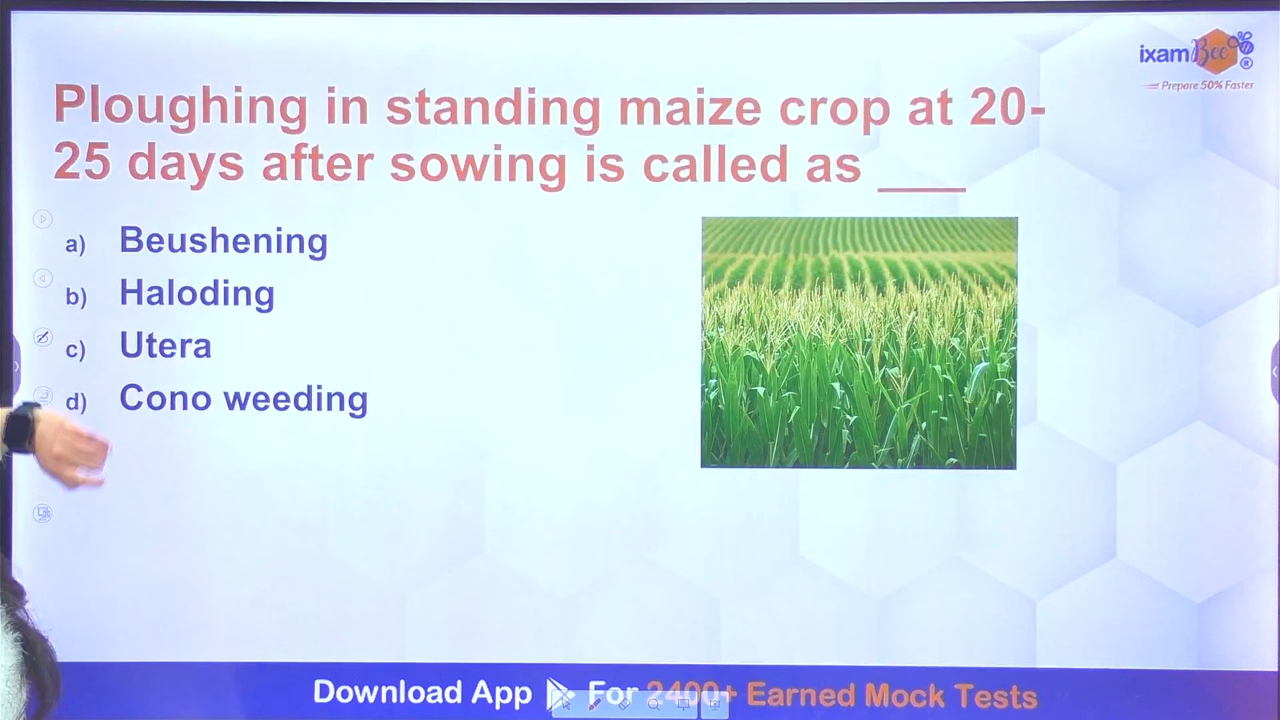 ixamBee
®
Prepare 50% Faster
Ploughing in standing maize crop at 20-
25 days after sowing is called as ____
a) Beushening
b) Haloding
c) Utera
d) Cono weeding
Download App For 2400+ Earned Mock Tests